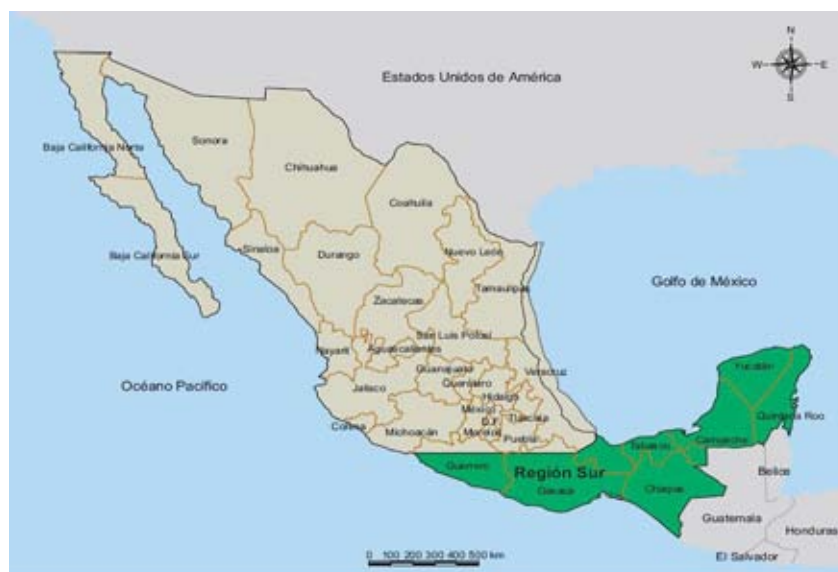 N
Estados Unidos de América
W
E
S
Baja California Norte
Sonora
Chihuahua
Coahuila
Baja California Sur
Sinaloa
Durango
Nuevo León
Golfo de México
Tamaulipas
Zacatecas
San Luis Potosí
Nayarit
Aguascalientes
Guanajuato
Veracruz
Yucatán
Océano Pacífico
Jalisco
Querétaro
Hidalgo
México
Tlaxcala
Quintana Roo
Colima
Michoacán
D.F.
Morelos
Puebla
Tabasco
Campeche
Guerrero
Región Sur
Belice
Oaxaca
Chiapas
Guatemala
Honduras
El Salvador
0 100 200 300 400 500 km